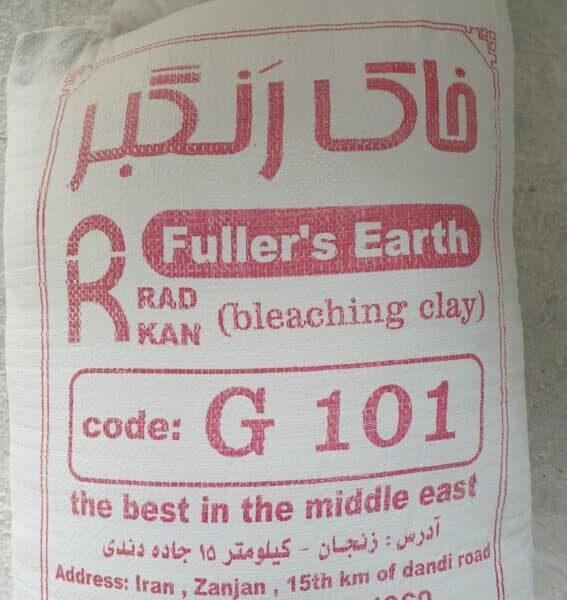 خاک رَنگبَر
Fuller's Earth
R RAD
KAN
(bleaching clay)
code: G 101
the best in the middle east
آدرس : زنجان - کیلومتر ۱۵ جاده دندی
Address: Iran , Zanjan , 15th km of dandi road